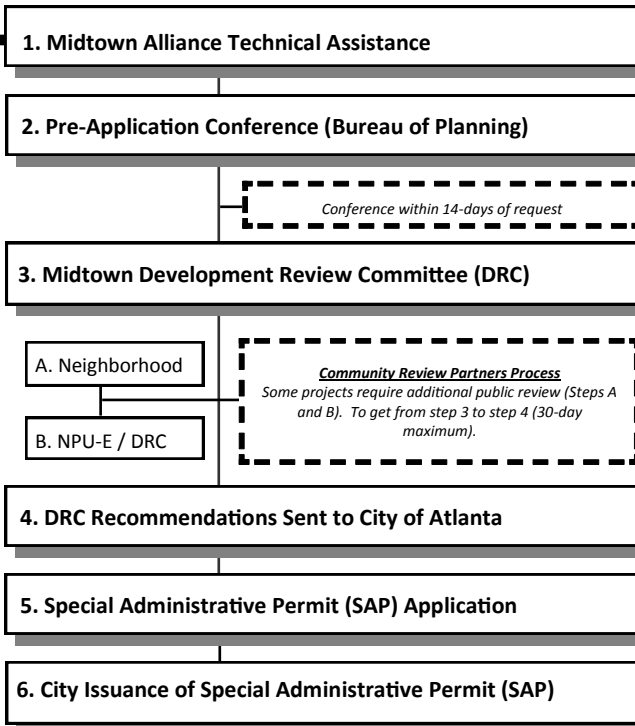 1. Midtown Alliance Technical Assistance
2. Pre-Application Conference (Bureau of Planning)
Conference within 14-days of request
3. Midtown Development Review Committee (DRC)
A. Neighborhood
B. NPU-E / DRC
Community Review Partners Process
Some projects require additional public review (Steps A
and B).  To get from step 3 to step 4 (30-day
maximum).
4. DRC Recommendations Sent to City of Atlanta
5. Special Administrative Permit (SAP) Application
6. City Issuance of Special Administrative Permit (SAP)